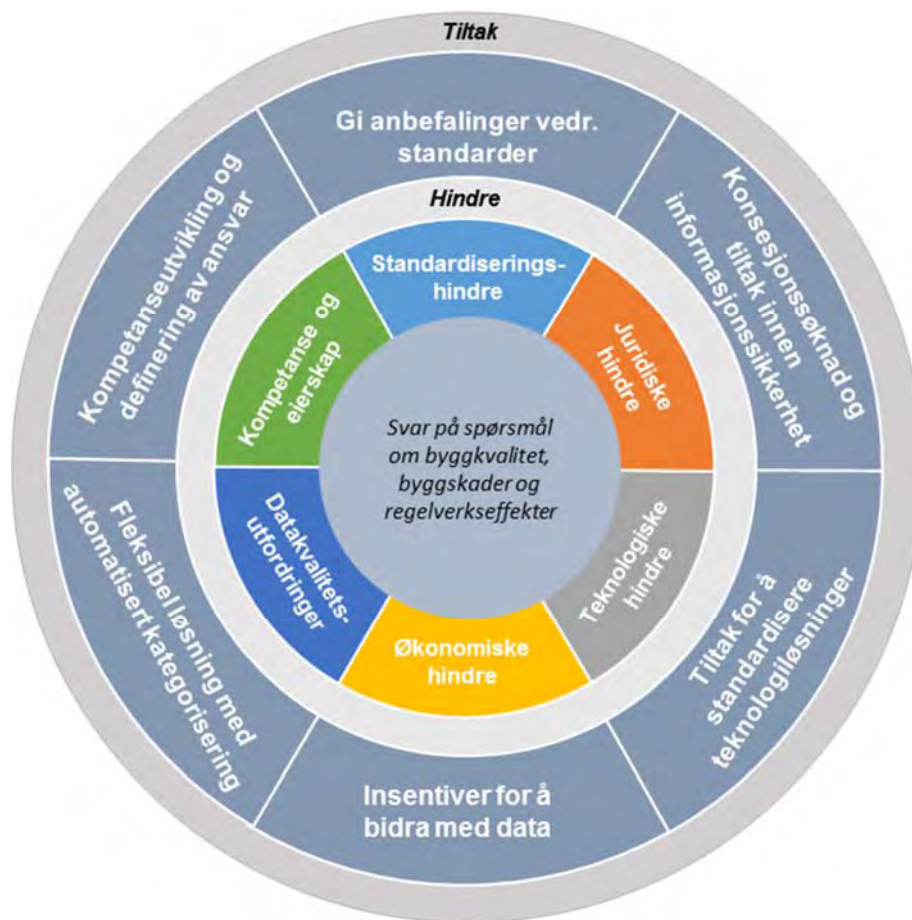 Tiltak
Gi anbefalinger vedr.
standarder
Konsesjonssøknad og
tiltak innen
informasjonssikkerhet
Tiltak for å
standardisere
teknologiløsninger
Insentiver for å
bidra med data
Fleksibel løsning med
automatisert kategorisering
Kompetanseutvikling og
definering av ansvar
Hindre
Standardiserings-
hindre
Juridiske
hindre
Teknologiske
hindre
Økonomiske
hindre
Datakvalitets-
utfordringer
Kompetanse og
eierskap
Svar på spørsmål
om byggkvalitet,
byggskader og
regelverkseffekter